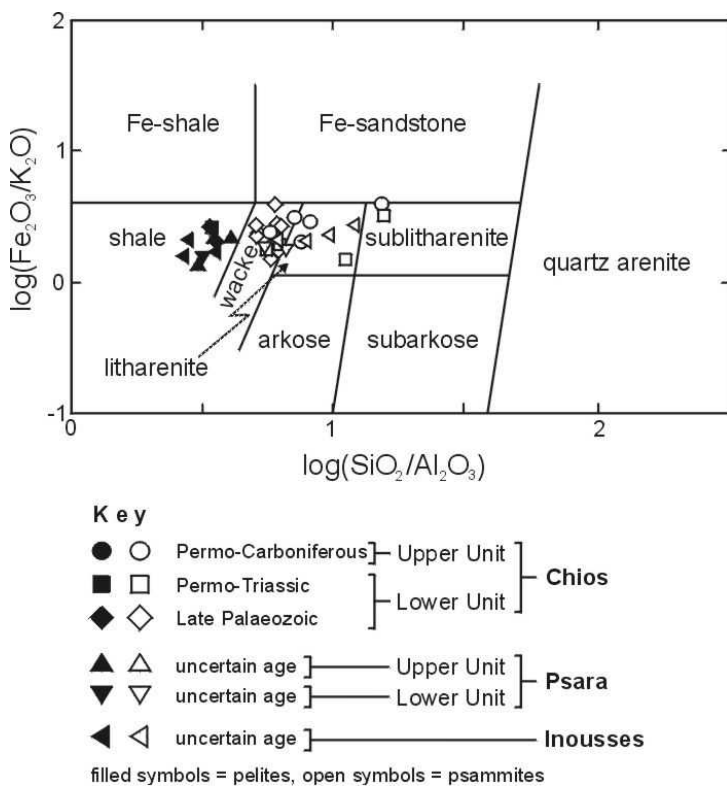 2
1
0
-1
log(Fe₂O₃/K₂O)
Fe-shale
Fe-sandstone
shale
wacke
sublitharenite
quartz arenite
litharenite
arkose
subarkose
0
1
2
log(SiO₂/Al₂O₃)
Key
Permo-Carboniferous Upper Unit
Chios
Permo-Triassic
Lower Unit
Late Palaeozoic
uncertain age Upper Unit
Psara
uncertain age Lower Unit
uncertain age Inousses
filled symbols = pelites, open symbols = psammites